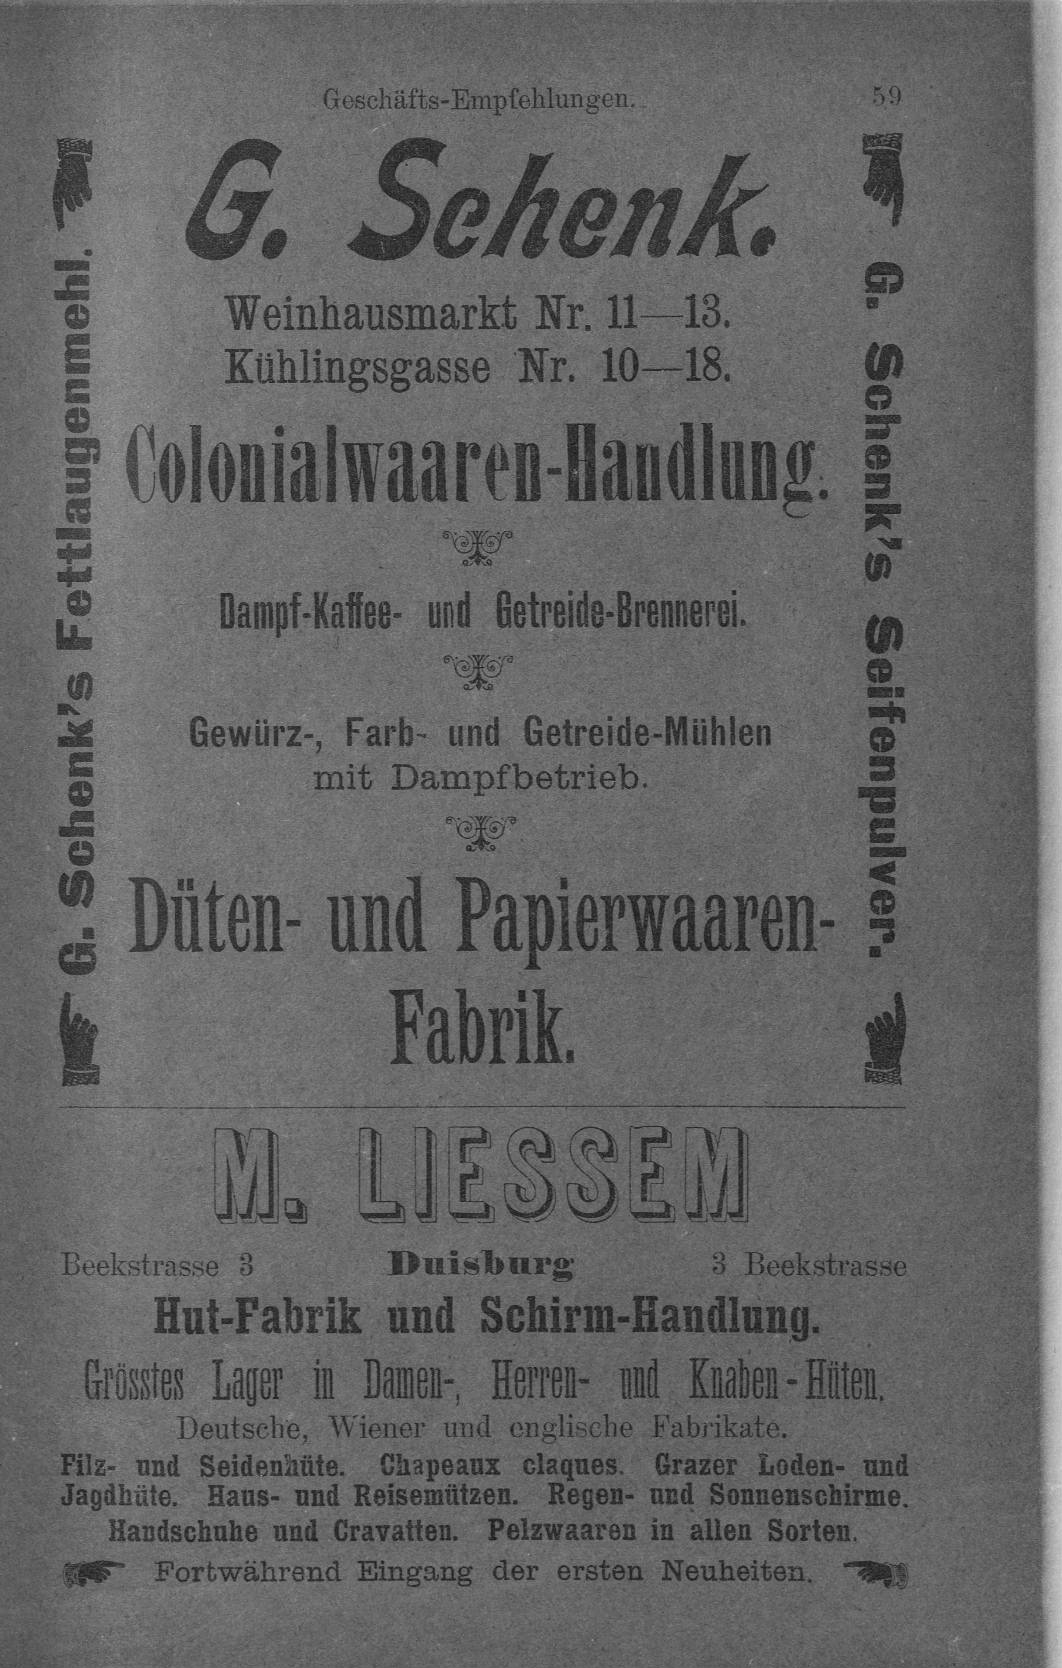 Geschäfts-Empfehlungen. 59
G. Schenk.
Weinhausmarkt Nr. 11—13.
Kühlingsgasse Nr. 10—18.
Colonialwaaren-Handlung.
Dampf-Kaffee- und Getreide-Brennerei.
Gewürz-, Farb- und Getreide-Mühlen
mit Dampfbetrieb.
Düten- und Papierwaaren-
Fabrik.
G. Schenk's Fettlaugenmehl.
G. Schenk's Seifenpulver.
M. LIESSEM
Beekstrasse 3 Duisburg 3 Beekstrasse
Hut-Fabrik und Schirm-Handlung.
Grösstes Lager in Damen-, Herren- und Knaben-Hüten.
Deutsche, Wiener und englische Fabrikate.
Filz- und Seidenhüte. Chapeaux claques. Grazer Loden- und
Jagdhüte. Haus- und Reisemützen. Regen- und Sonnenschirme.
Handschuhe und Cravatten. Pelzwaaren in allen Sorten.
Fortwährend Eingang der ersten Neuheiten.